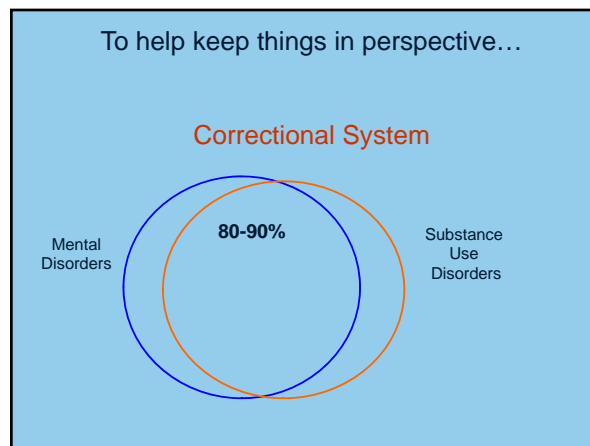 To help keep things in perspective…
Correctional System
80-90%
Mental
Disorders
Substance
Use
Disorders